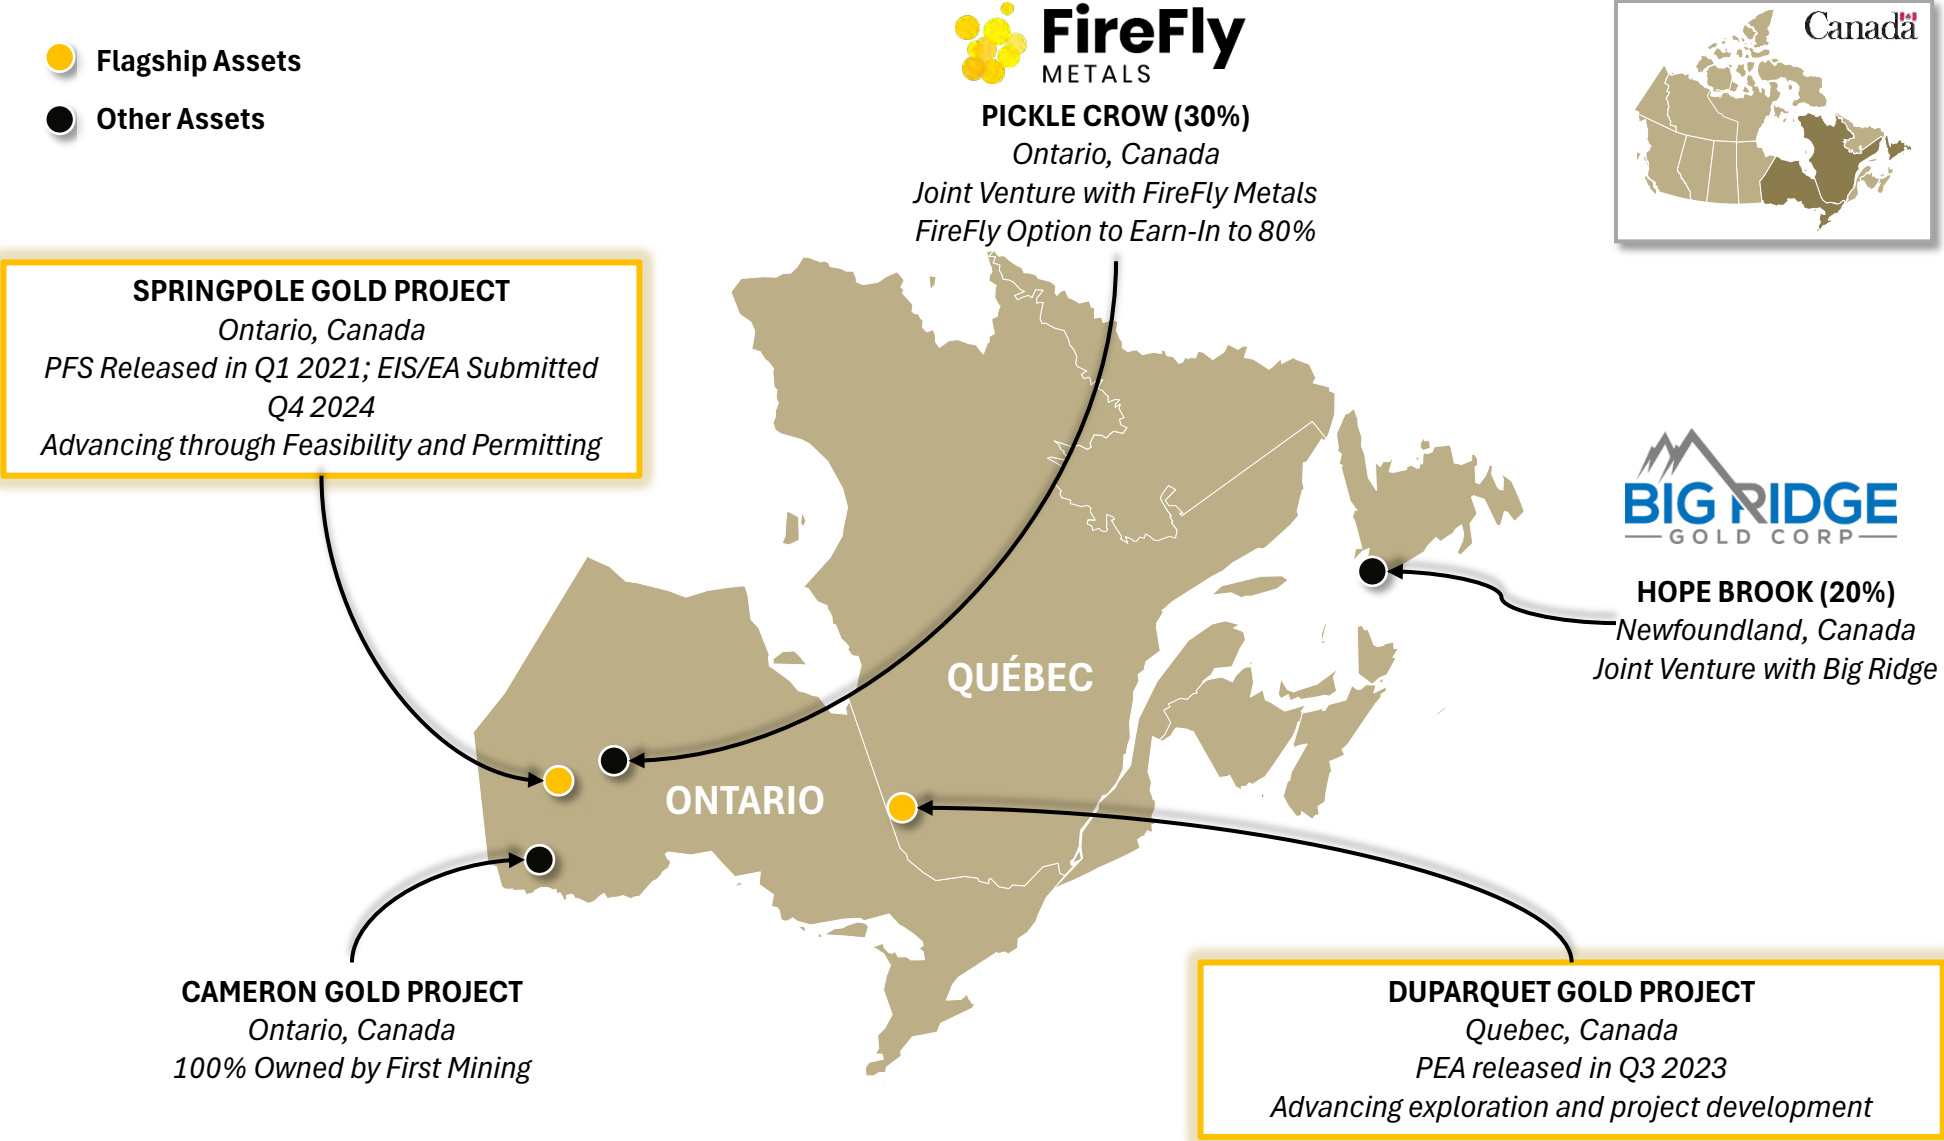 Flagship Assets
Other Assets
FireFly
METALS
PICKLE CROW (30%)
Ontario, Canada
Joint Venture with FireFly Metals
FireFly Option to Earn-In to 80%
Canada
SPRINGPOLE GOLD PROJECT
Ontario, Canada
PFS Released in Q1 2021; EIS/EA Submitted
Q4 2024
Advancing through Feasibility and Permitting
BIG RIDGE
GOLD CORP
HOPE BROOK (20%)
Newfoundland, Canada
Joint Venture with Big Ridge
QUÉBEC
ONTARIO
CAMERON GOLD PROJECT
Ontario, Canada
100% Owned by First Mining
DUPARQUET GOLD PROJECT
Quebec, Canada
PEA released in Q3 2023
Advancing exploration and project development